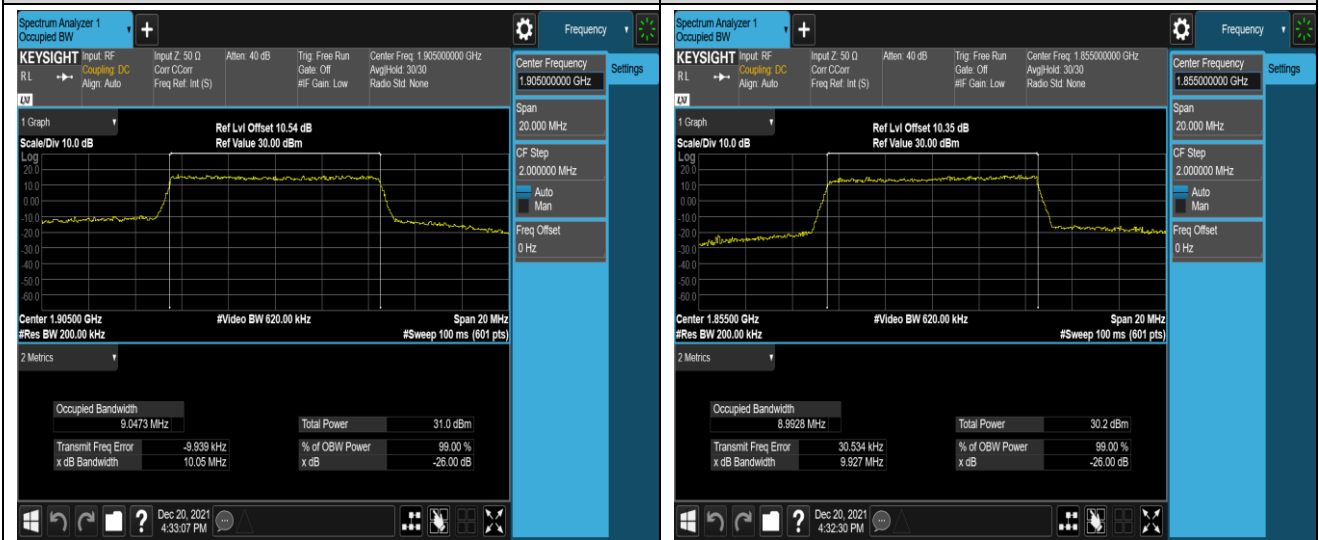 Spectrum Analyzer 1
Occupied BW
+
Frequency
KEYSIGHT
Input: RF
Coupling: DC
Align: Auto
Input Z: 50 Ω
Corr CCorr
Freq Ref: Int (S)
Atten: 40 dB
Trig: Free Run
Gate: Off
#IF Gain: Low
Center Freq: 1.905000000 GHz
Avg|Hold: 30/30
Radio Std: None
R L
LXI
Center Frequency
1.905000000 GHz
Settings
Span
20.000 MHz
CF Step
2.000000 MHz
Auto
Man
Freq Offset
0 Hz
1 Graph
Ref Lvl Offset 10.54 dB
Scale/Div 10.0 dB
Ref Value 30.00 dBm
Log
20.0
10.0
0.00
-10.0
-20.0
-30.0
-40.0
-50.0
-60.0
Center 1.90500 GHz
#Video BW 620.00 kHz
Span 20 MHz
#Res BW 200.00 kHz
#Sweep 100 ms (601 pts)
2 Metrics
Occupied Bandwidth
9.0473 MHz
Total Power 31.0 dBm
Transmit Freq Error -9.939 kHz
% of OBW Power 99.00 %
x dB Bandwidth 10.05 MHz
x dB -26.00 dB
?
Dec 20, 2021
4:33:07 PM
Spectrum Analyzer 1
Occupied BW
+
Frequency
KEYSIGHT
Input: RF
Coupling: DC
Align: Auto
Input Z: 50 Ω
Corr CCorr
Freq Ref: Int (S)
Atten: 40 dB
Trig: Free Run
Gate: Off
#IF Gain: Low
Center Freq: 1.855000000 GHz
Avg|Hold: 30/30
Radio Std: None
R L
LXI
Center Frequency
1.855000000 GHz
Settings
Span
20.000 MHz
CF Step
2.000000 MHz
Auto
Man
Freq Offset
0 Hz
1 Graph
Ref Lvl Offset 10.35 dB
Scale/Div 10.0 dB
Ref Value 30.00 dBm
Log
20.0
10.0
0.00
-10.0
-20.0
-30.0
-40.0
-50.0
-60.0
Center 1.85500 GHz
#Video BW 620.00 kHz
Span 20 MHz
#Res BW 200.00 kHz
#Sweep 100 ms (601 pts)
2 Metrics
Occupied Bandwidth
8.9928 MHz
Total Power 30.2 dBm
Transmit Freq Error 30.534 kHz
% of OBW Power 99.00 %
x dB Bandwidth 9.927 MHz
x dB -26.00 dB
?
Dec 20, 2021
4:32:30 PM